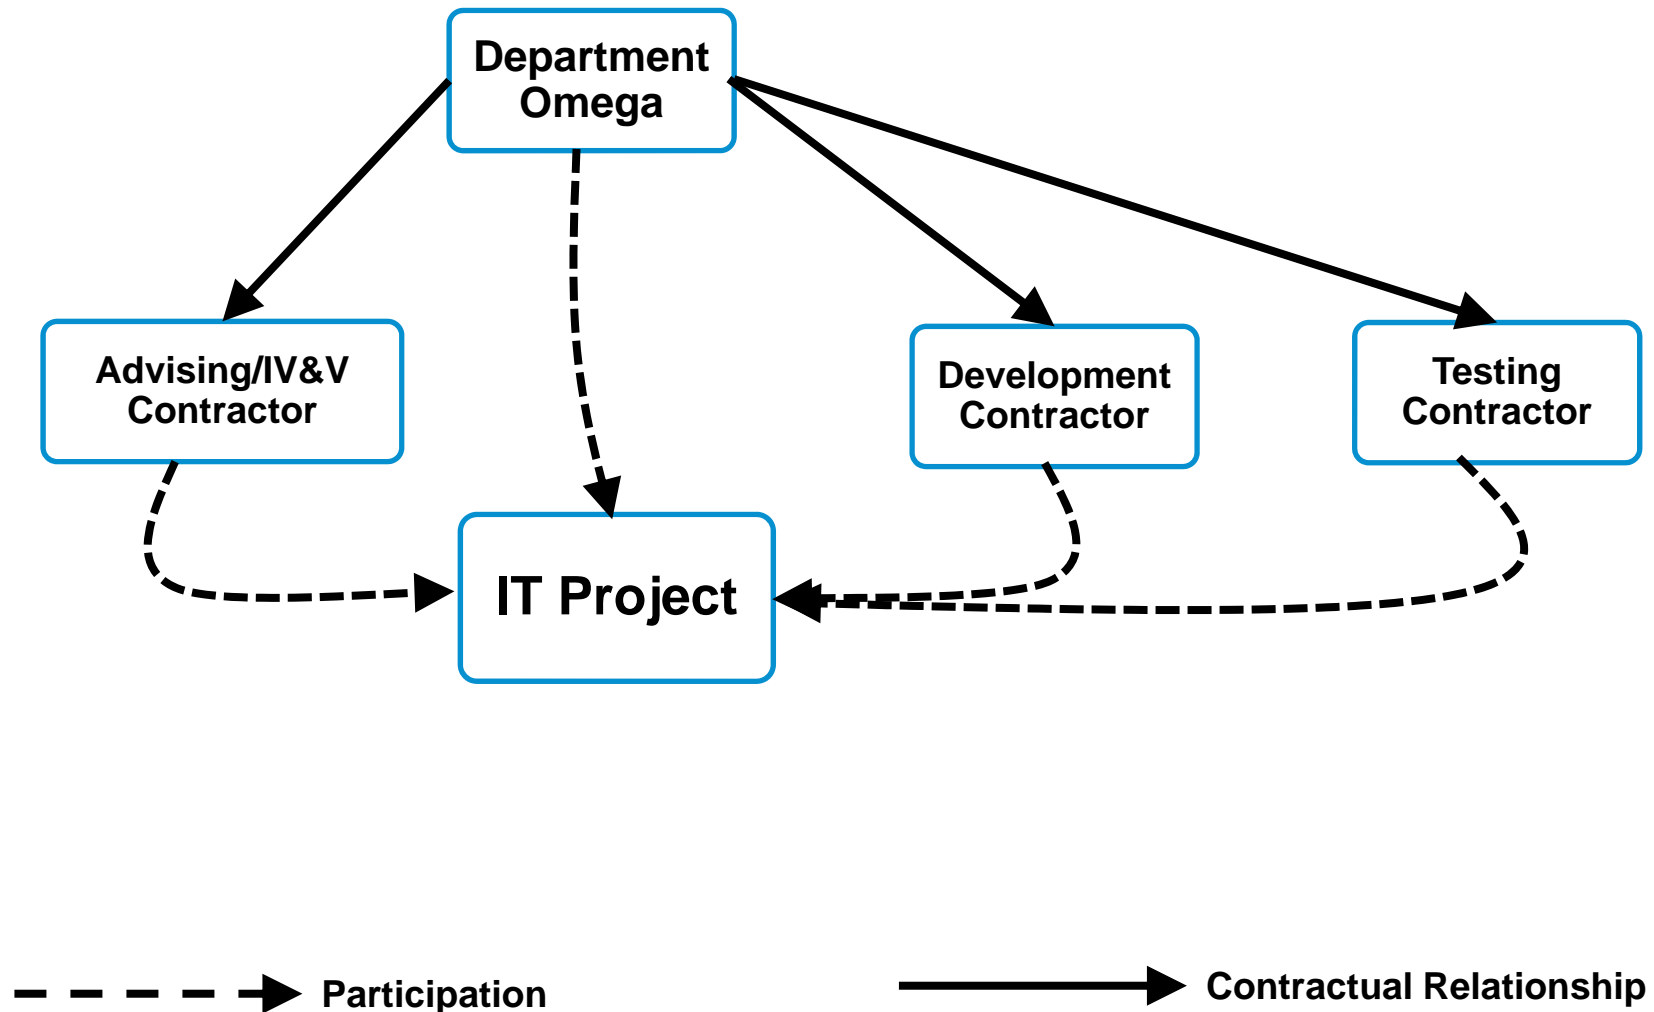 Department
Omega
Advising/IV&V
Contractor
Development
Contractor
Testing
Contractor
IT Project
Participation
Contractual Relationship